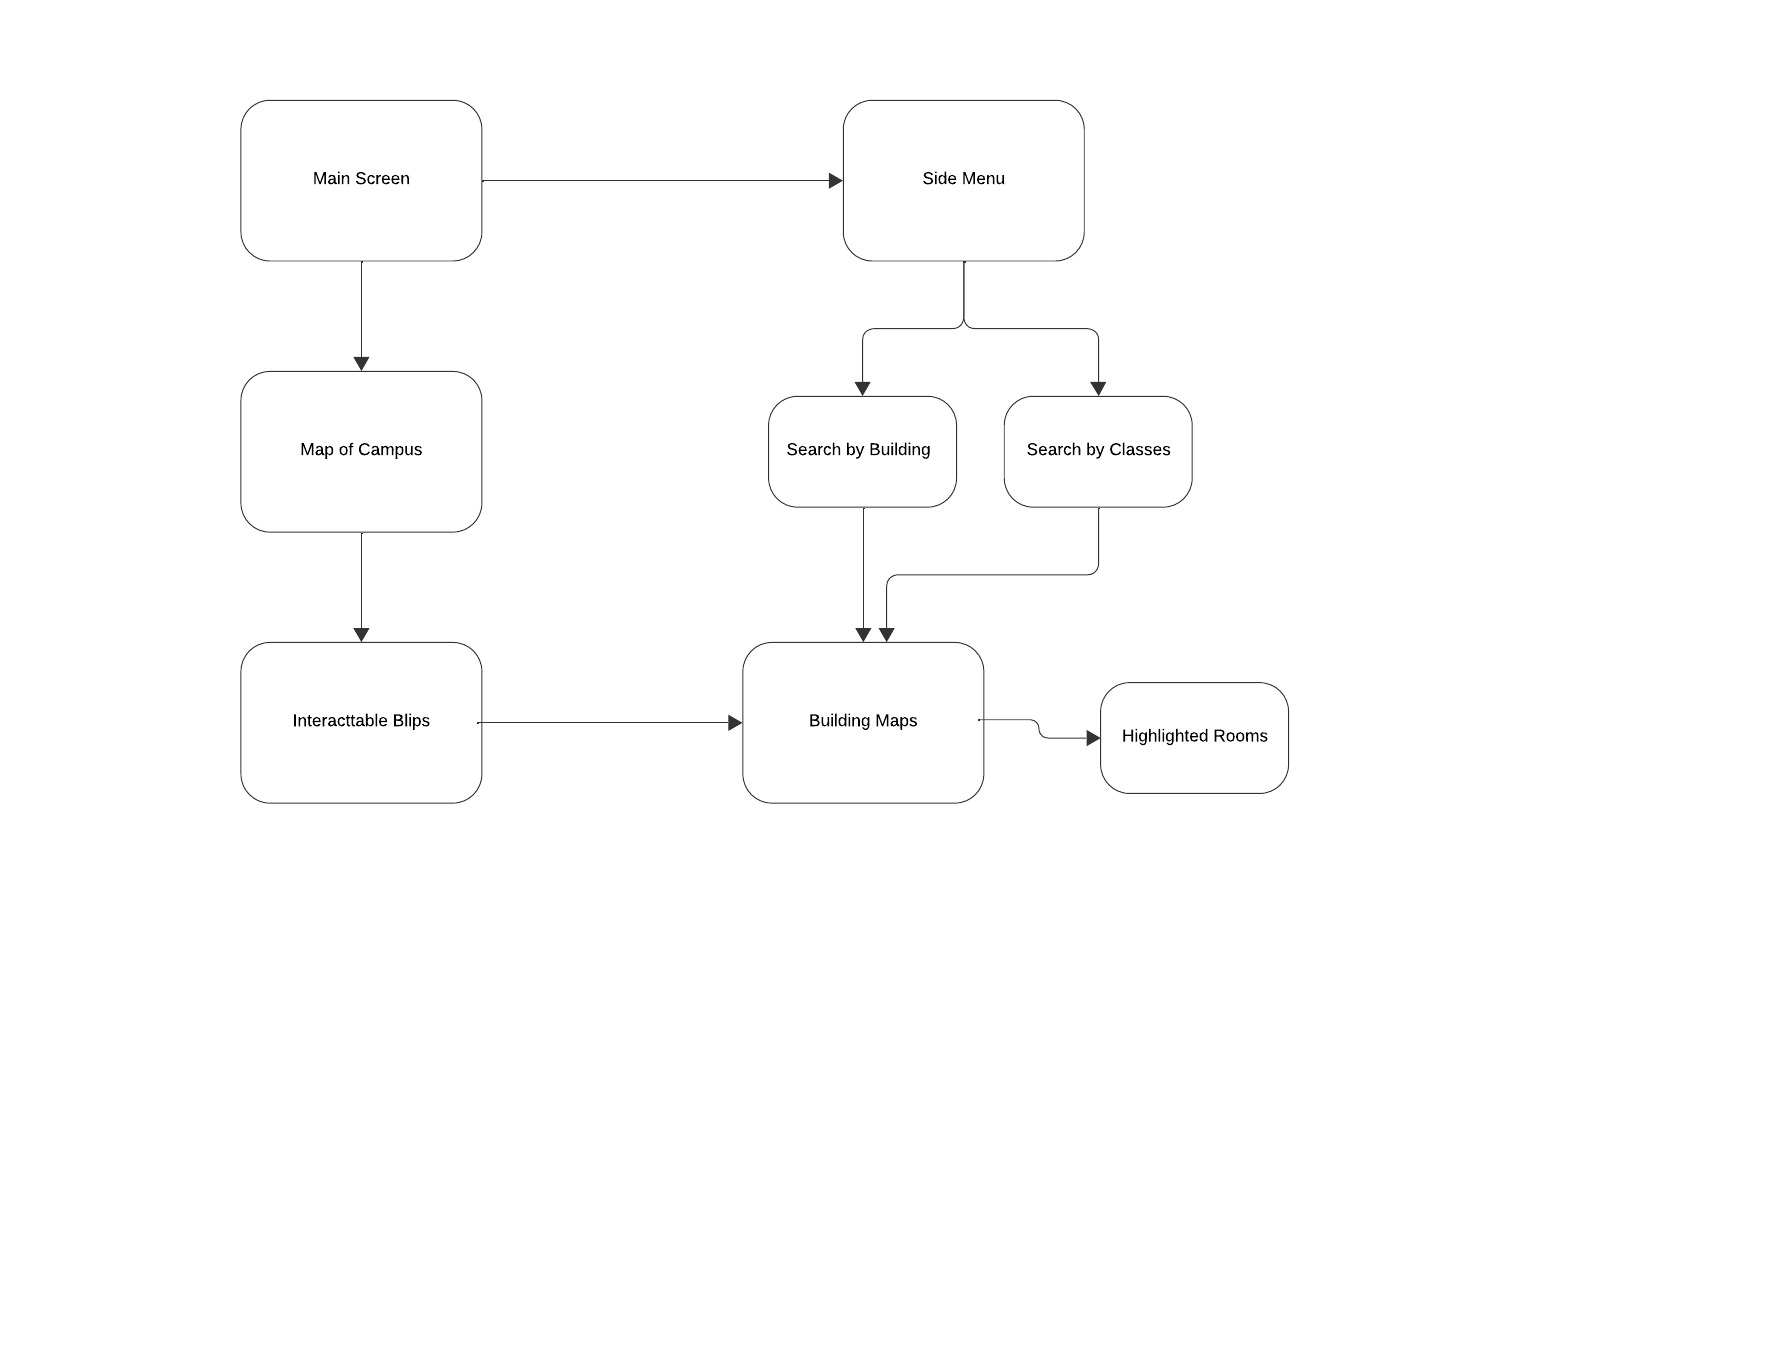 Main Screen
Side Menu
Map of Campus
Search by Building
Search by Classes
Interacttable Blips
Building Maps
Highlighted Rooms